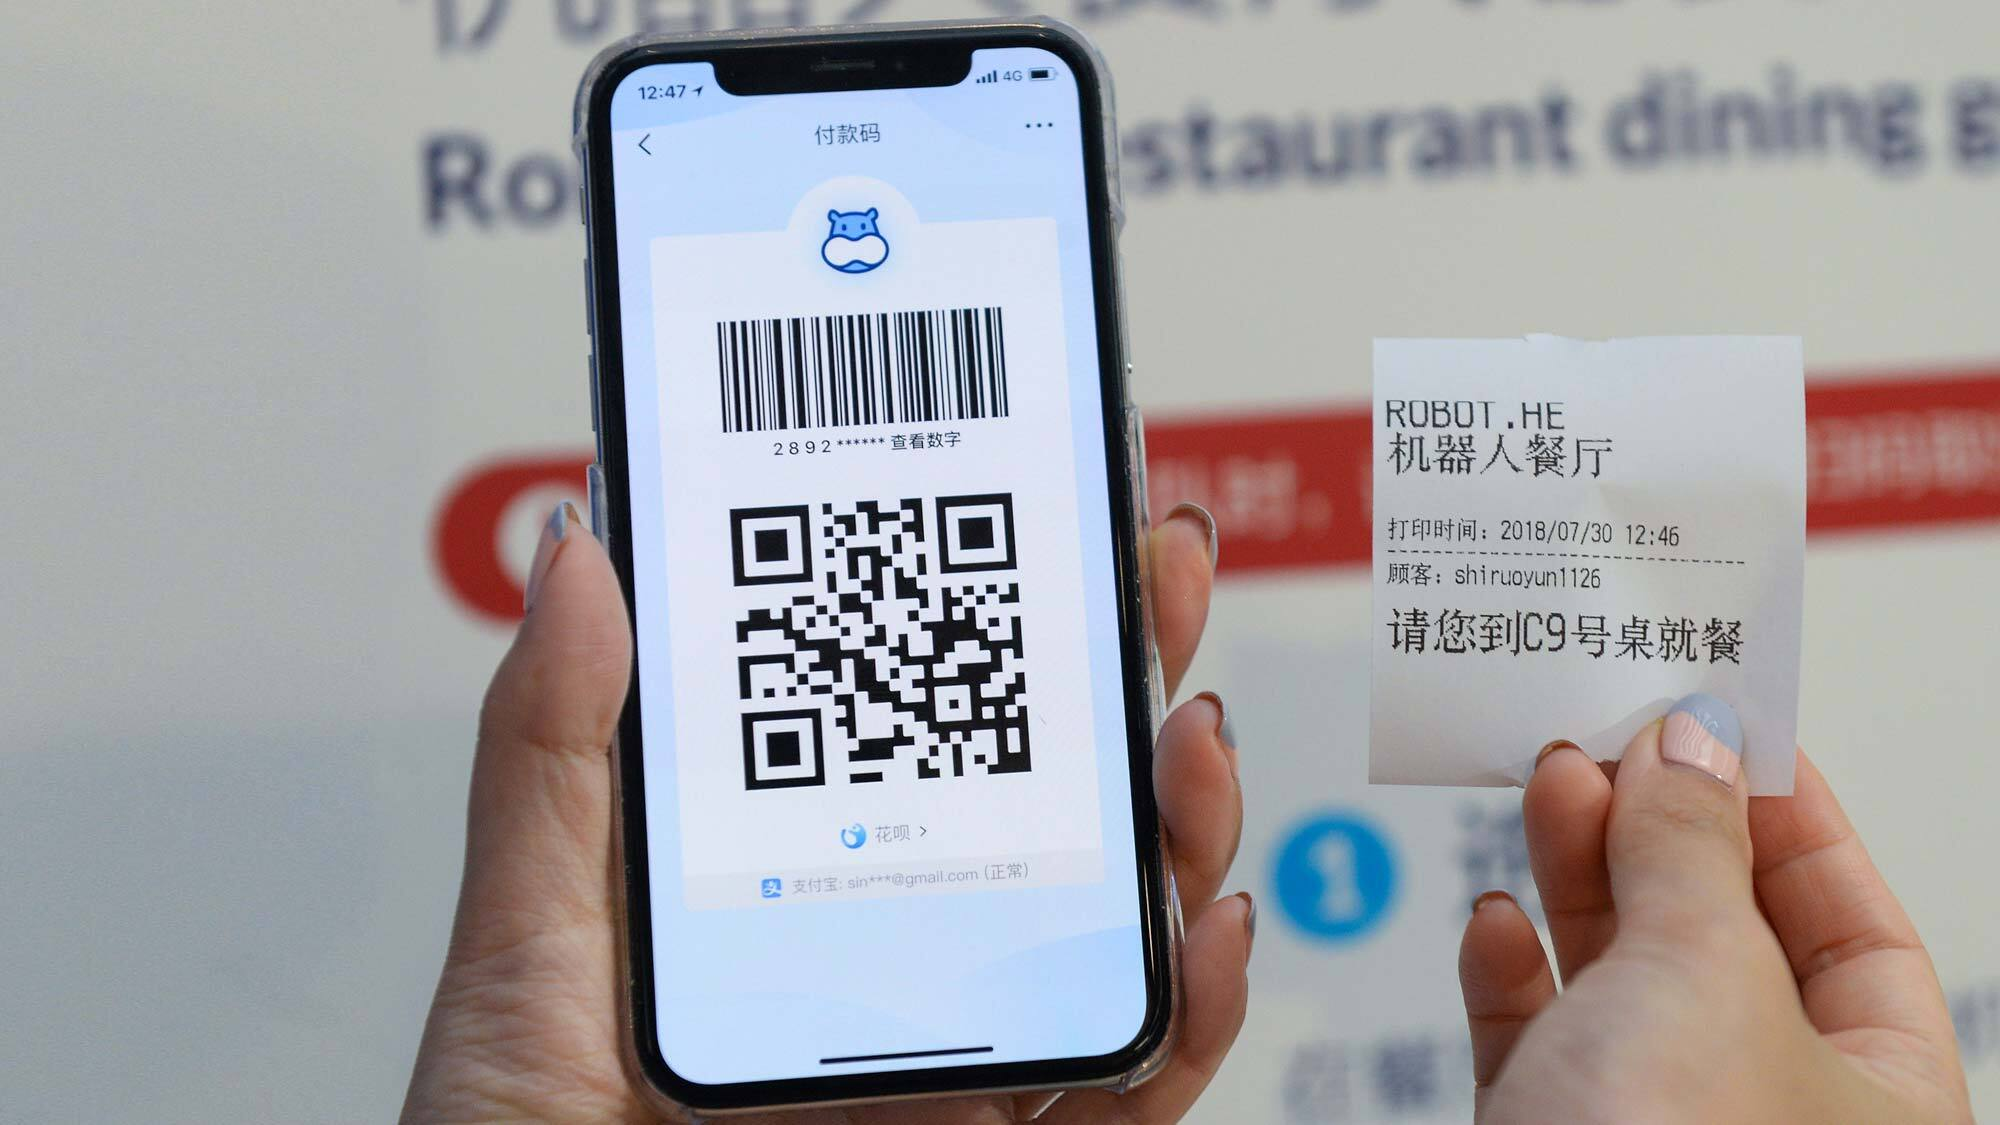 12:47
4G
付款码
2892****** 查看数字
花呗
支付宝: sin***@gmail.com (正常)
Ro
staurant dining g
ROBOT.HE
机器人餐厅
打印时间: 2018/07/30 12:46
顾客: shiruoyun1126
请您到C9号桌就餐
1